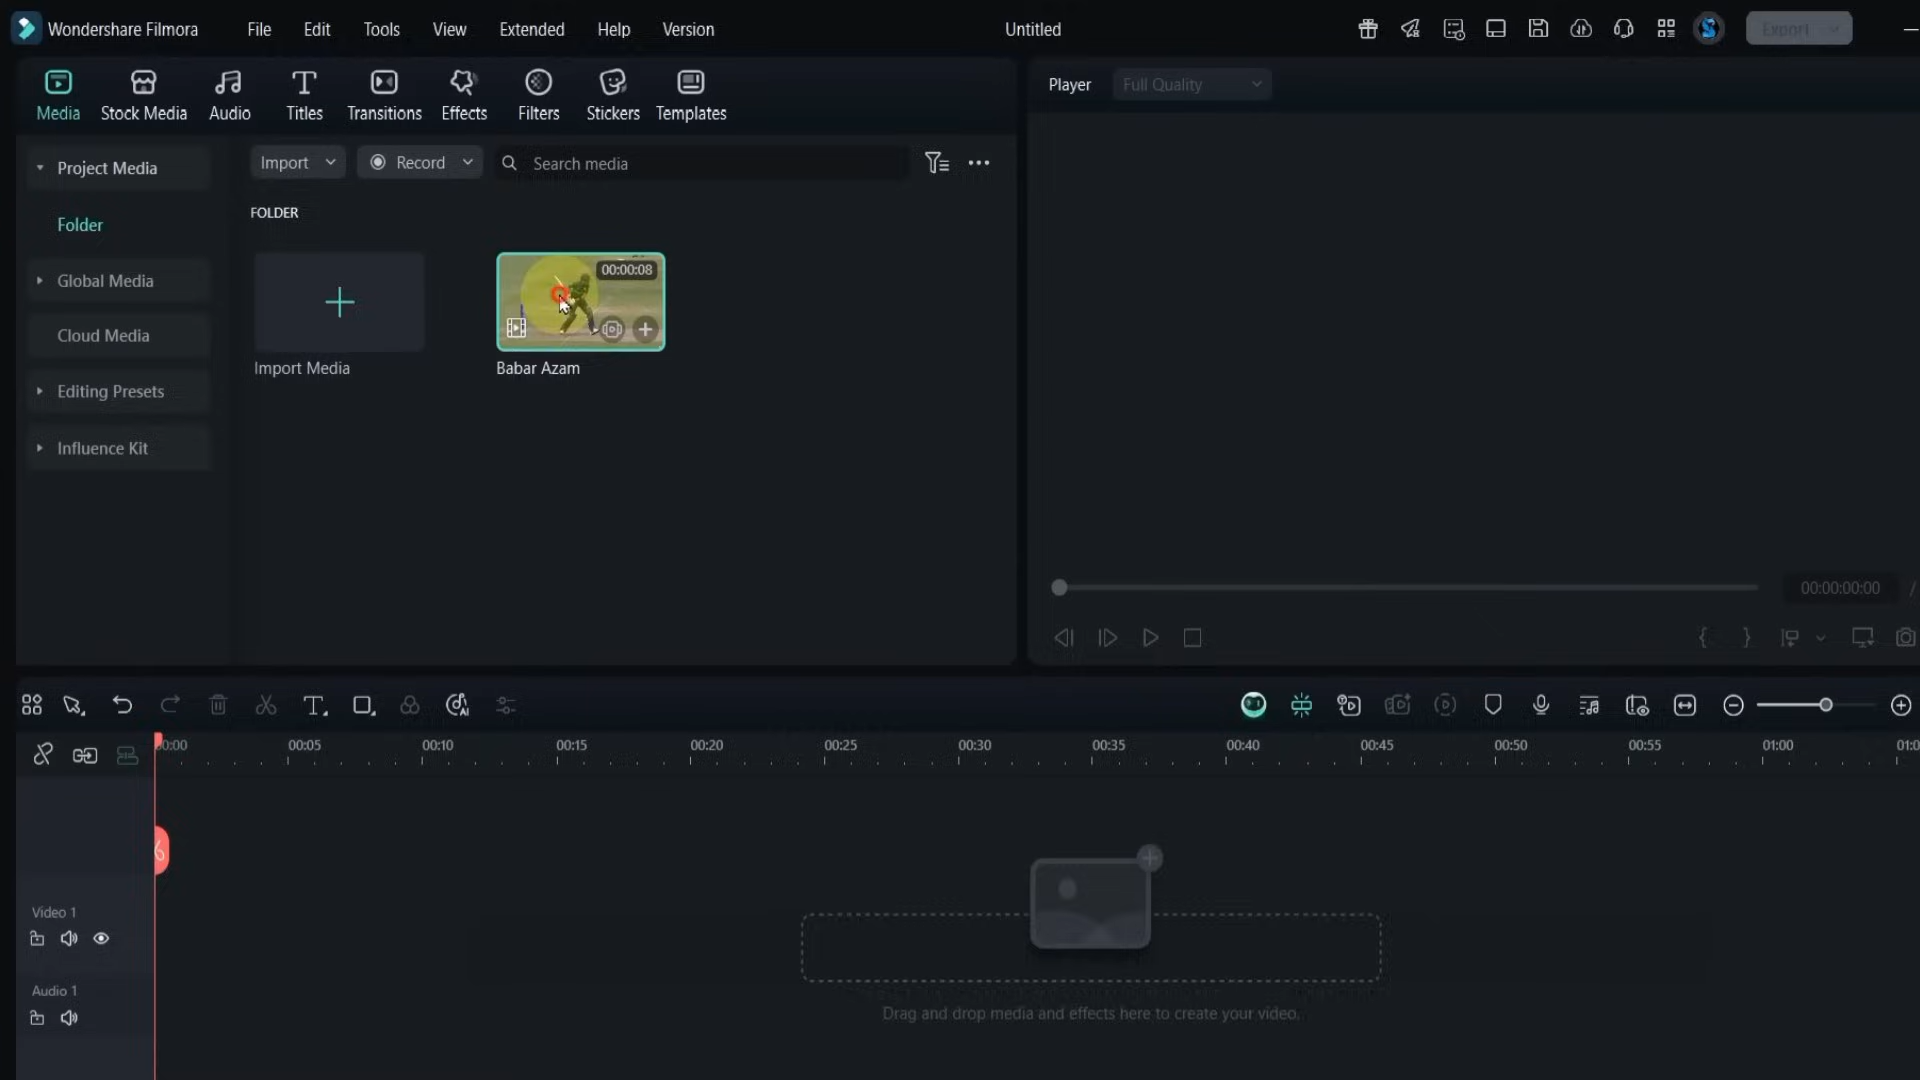 Wondershare Filmora File Edit Tools View Extended Help Version Untitled Export
Media Stock Media Audio Titles Transitions Effects Filters Stickers Templates
Player Full Quality
Project Media
Import Record Search media
FOLDER
Folder
Global Media
00:00:08
Cloud Media
Import Media Babar Azam
Editing Presets
Influence Kit
00:00:00:00 /
00:05 00:10 00:15 00:20 00:25 00:30 00:35 00:40 00:45 00:50 00:55 01:00
Video 1
Audio 1
Drag and drop media and effects here to create your video.